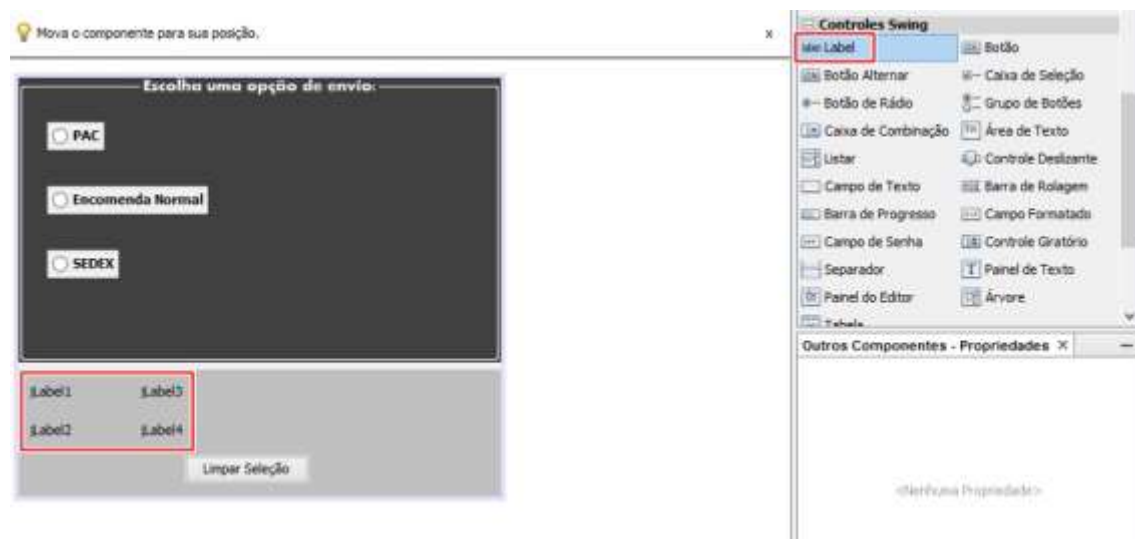 Mova o componente para sua posição.
x
Escolha uma opção de envio:
PAC
Encomenda Normal
SEDEX
jLabel1
jLabel3
jLabel2
jLabel4
Limpar Seleção
Controles Swing
Label
Botão
Botão Alternar
Caixa de Seleção
Botão de Rádio
Grupo de Botões
Caixa de Combinação
Área de Texto
Listar
Controle Deslizante
Campo de Texto
Barra de Rolagem
Barra de Progresso
Campo Formatado
Campo de Senha
Controle Giratório
Separador
Painel de Texto
Painel do Editor
Árvore
Tabela
Outros Componentes - Propriedades
<Nenhuma Propriedade>